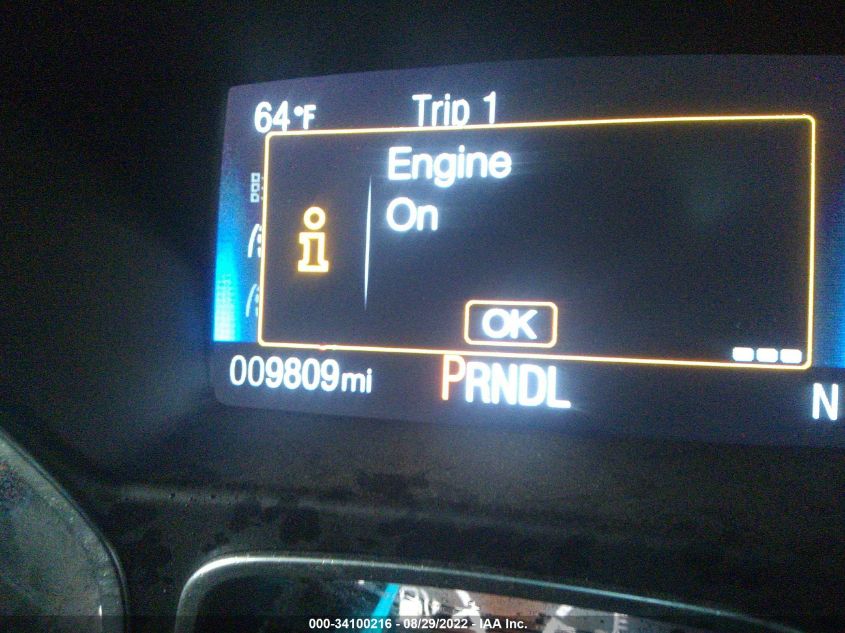 64°F Trip 1
Engine
On
i
OK
009809mi PRNDL N
000-34100216 - 08/29/2022 - IAA Inc.